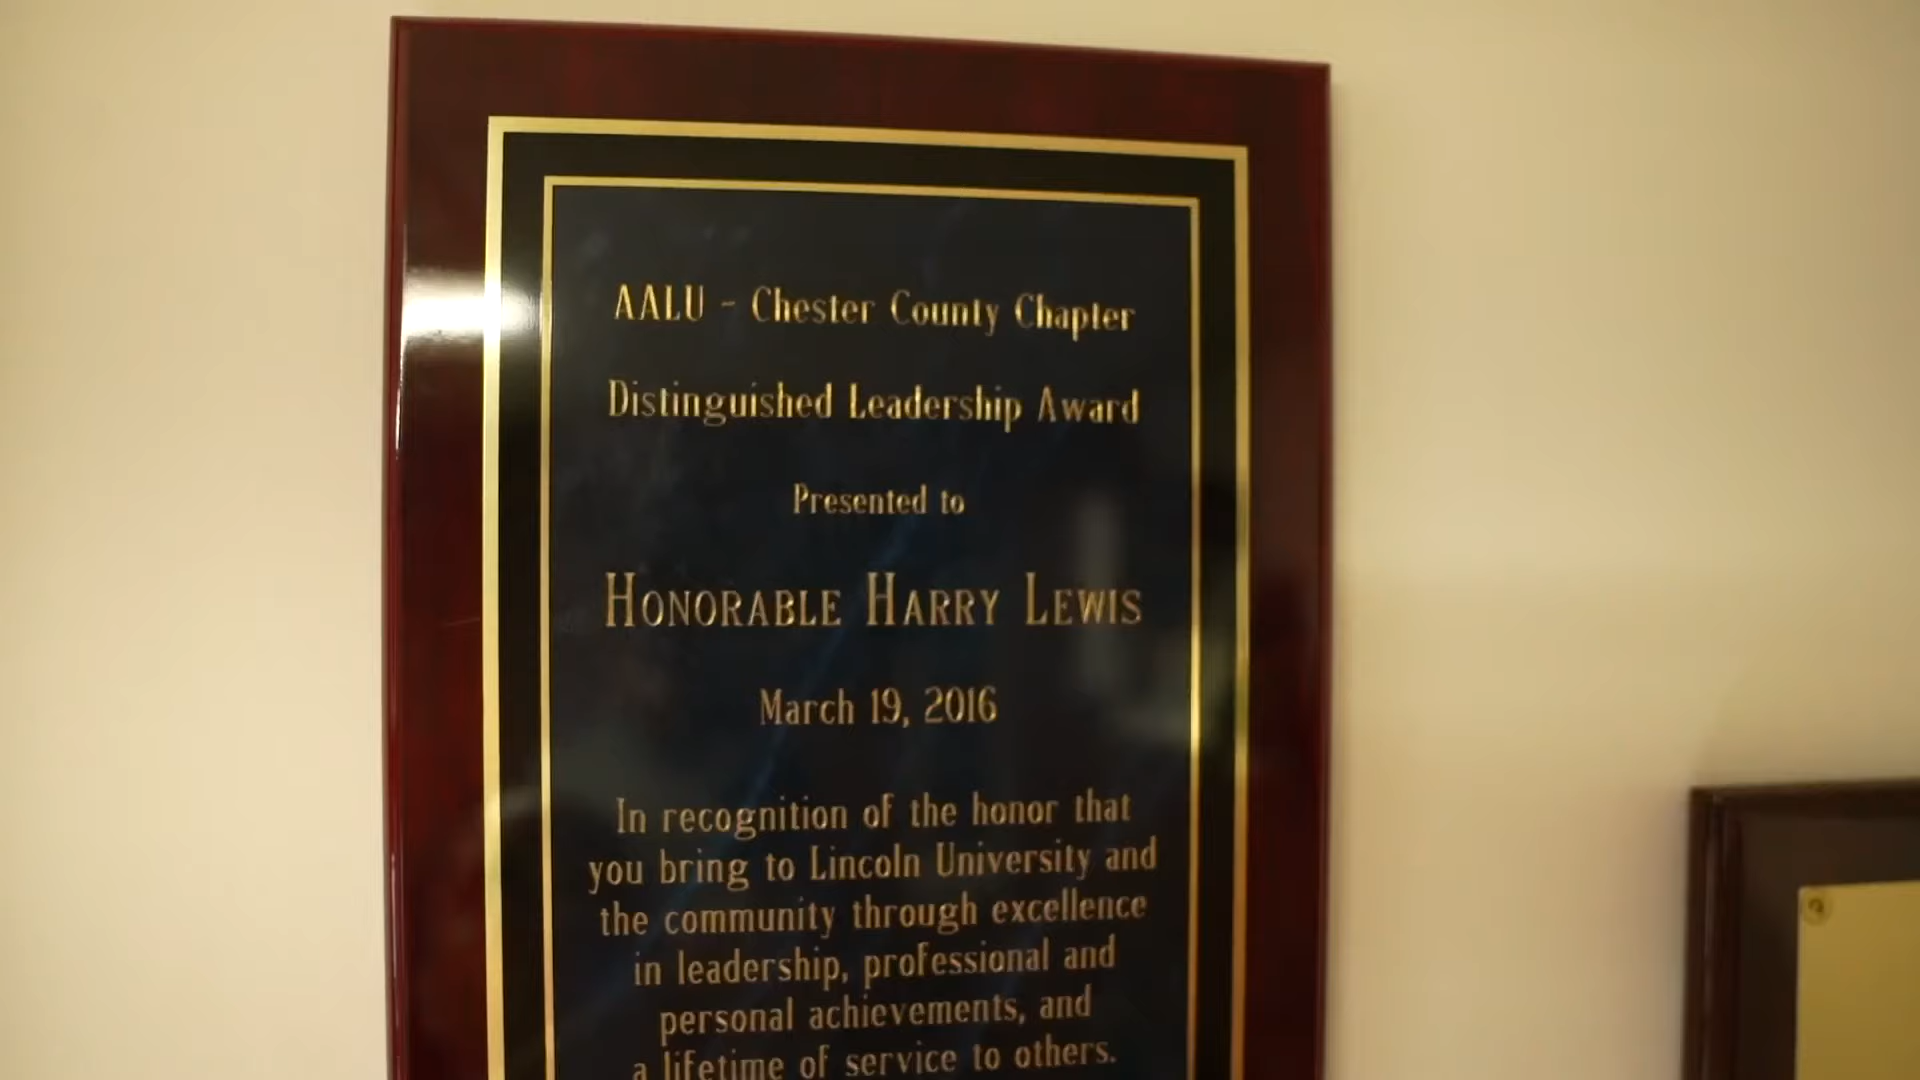 AALU - Chester County Chapter
Distinguished Leadership Award
Presented to
HONORABLE HARRY LEWIS
March 19, 2016
In recognition of the honor that
you bring to Lincoln University and
the community through excellence
in leadership, professional and
personal achievements, and
a lifetime of service to others.